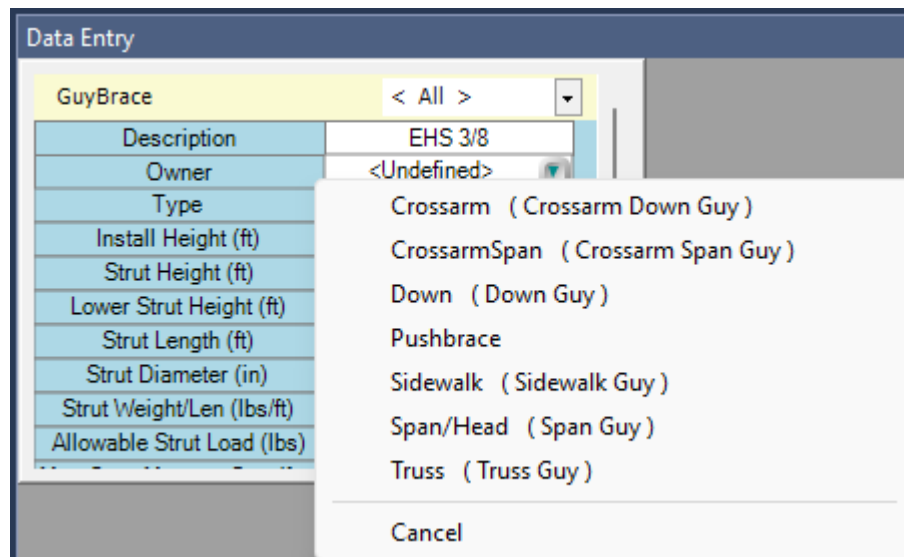 Data Entry
GuyBrace < All >
Description EHS 3/8
Owner <Undefined>
Type
Install Height (ft)
Strut Height (ft)
Lower Strut Height (ft)
Strut Length (ft)
Strut Diameter (in)
Strut Weight/Len (lbs/ft)
Allowable Strut Load (lbs)
Crossarm ( Crossarm Down Guy )
CrossarmSpan ( Crossarm Span Guy )
Down ( Down Guy )
Pushbrace
Sidewalk ( Sidewalk Guy )
Span/Head ( Span Guy )
Truss ( Truss Guy )
Cancel